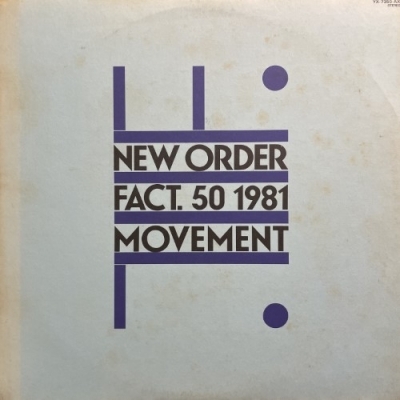 NEW ORDER
FACT. 50 1981
MOVEMENT